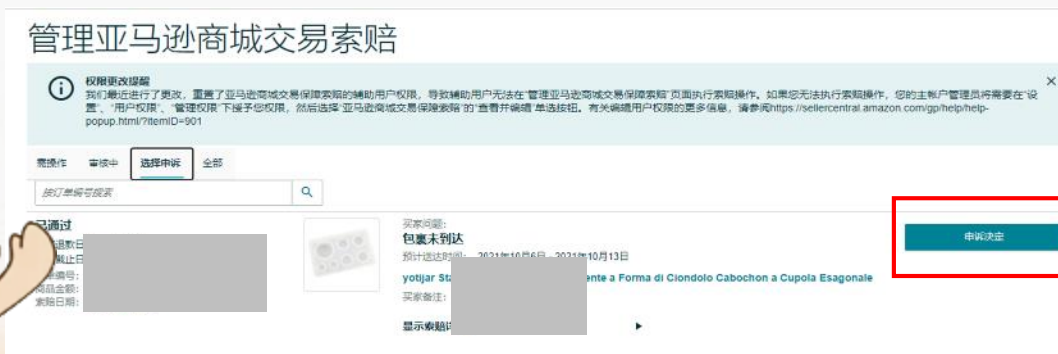 管理亚马逊商城交易索赔
权限更改提醒
我们最近进行了更改，重置了亚马逊商城交易保障索赔的辅助用户权限，导致辅助用户无法在“管理亚马逊商城交易保障索赔”页面执行索赔操作。如果您无法执行索赔操作，您的主帐户管理员将需要在“设
置”、“用户权限”、“管理权限”下授予您权限，然后选择“亚马逊商城交易保障索赔”的“查看并编辑”单选按钮。有关编辑用户权限的更多信息，请参阅https://sellercentral.amazon.com/gp/help/help-
popup.html/?itemID=901
需操作 审核中 选择申诉 全部
按订单编号搜索
已通过
退款日
截止日
编号：
商品金额：
索赔日期：
买家问题：
包裹未到达
预计送达时间： 2021年10月6日 - 2021年10月13日
yotijar Sta ente a Forma di Ciondolo Cabochon a Cupola Esagonale
买家备注：
显示索赔
申诉决定